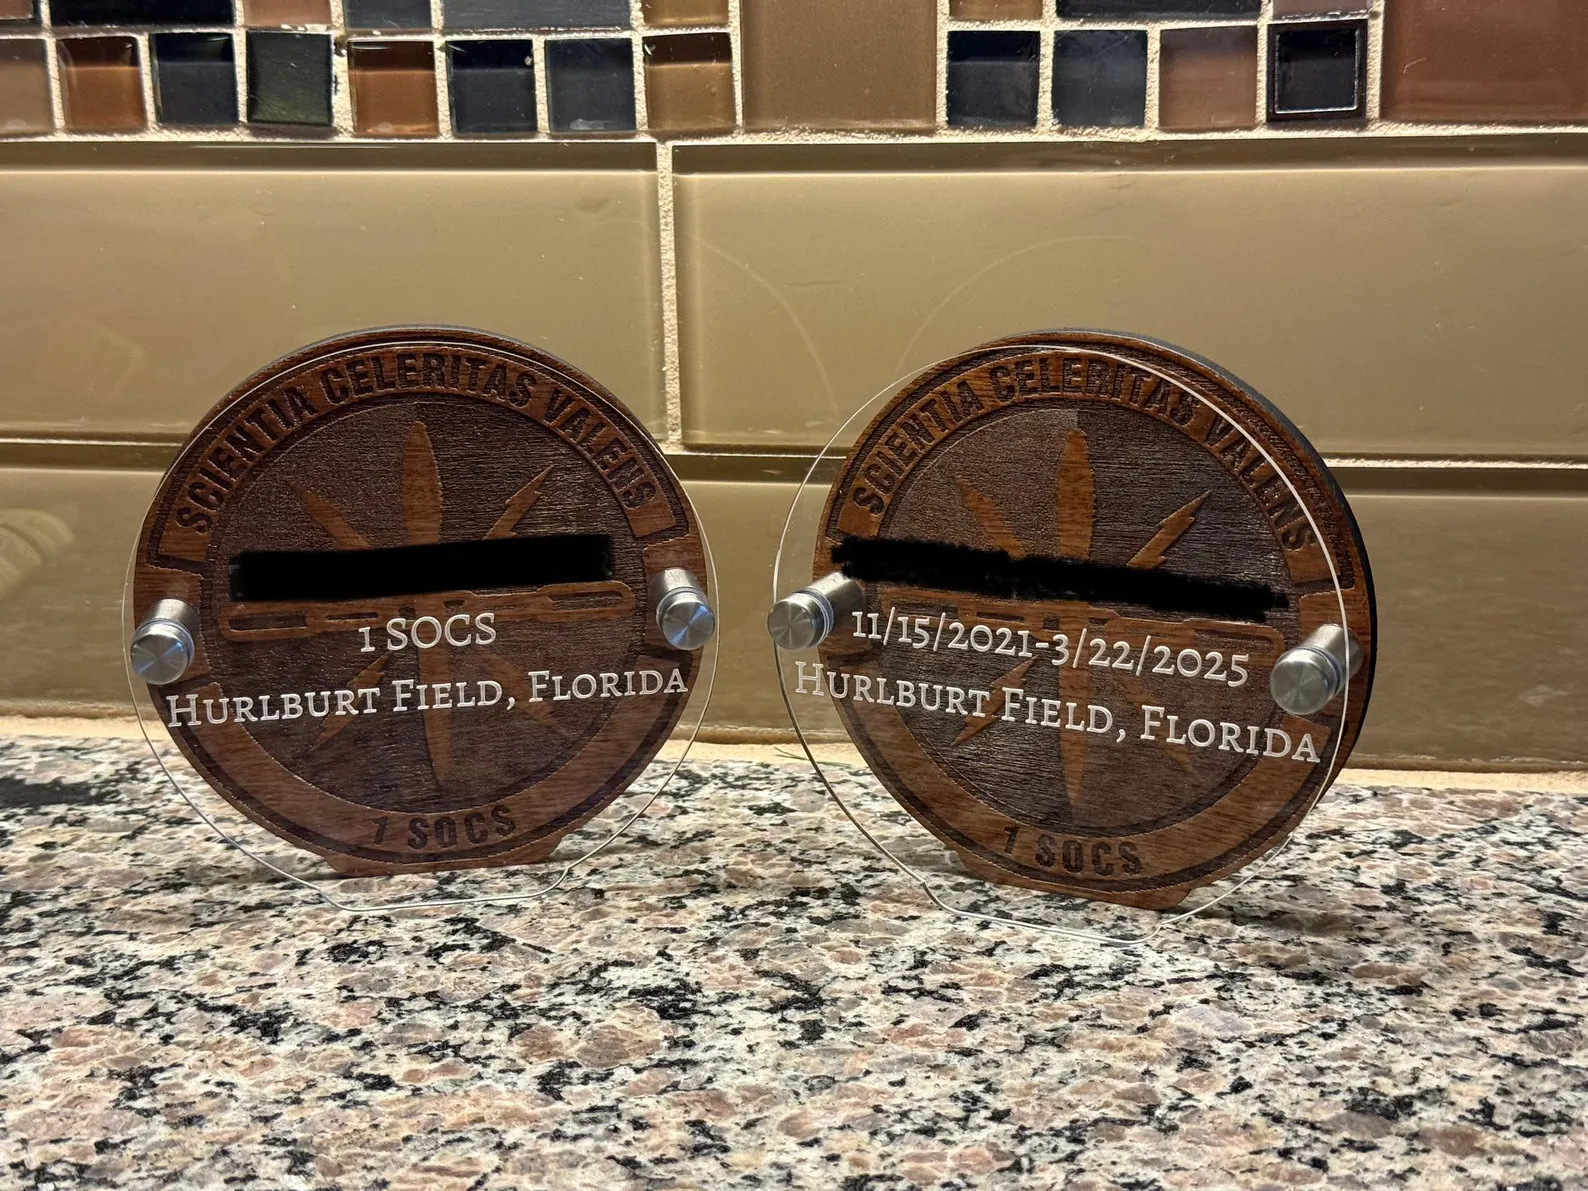 SCIENTIA CELERITAS VALENS
1 SOCS
Hurlburt Field, Florida
1 SOCS
SCIENTIA CELERITAS VALENS
11/15/2021-3/22/2025
Hurlburt Field, Florida
1 SOCS